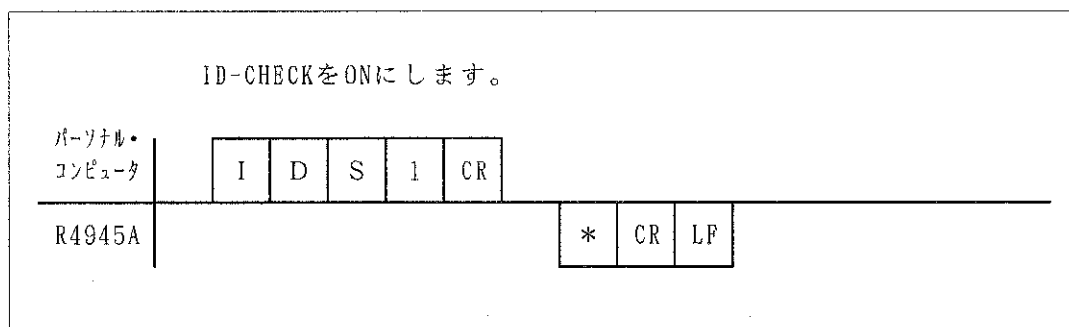 ID-CHECKをONにします。
パーソナル・
コンピュータ
I D S 1 CR
R4945A
* CR LF